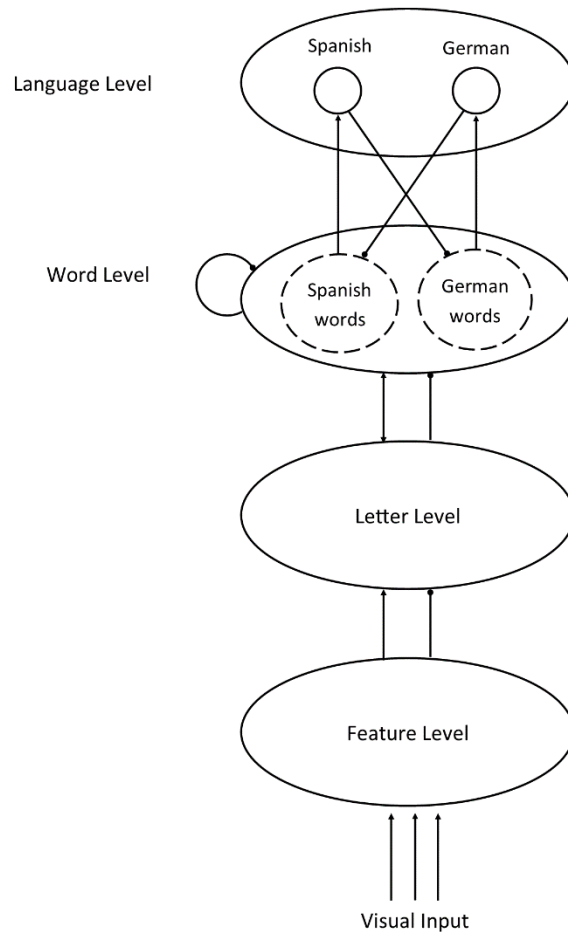 Spanish
German
Language Level
Word Level
Spanish
words
German
words
Letter Level
Feature Level
Visual Input